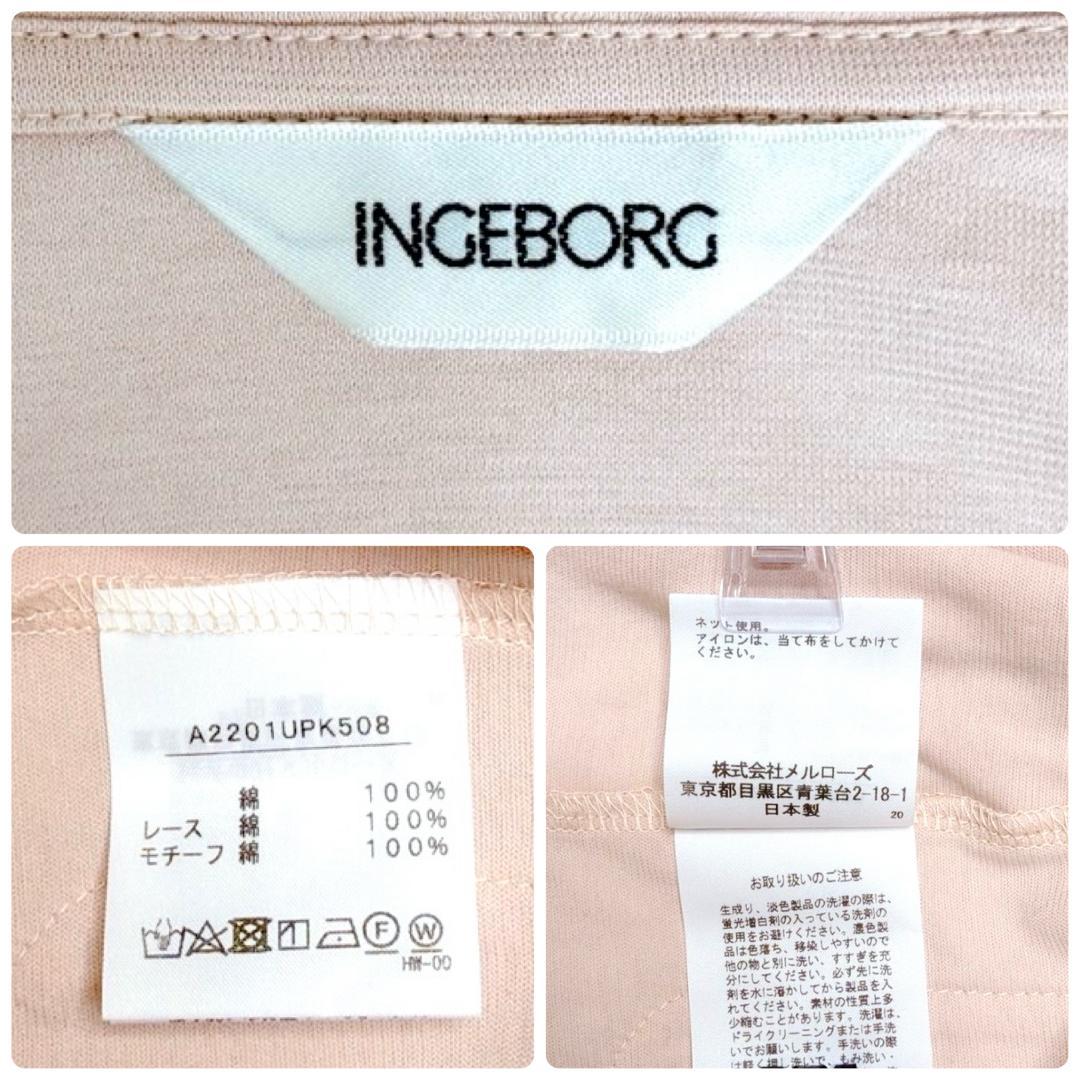 INGEBORG
A2201UPK508
綿 100%
レース 綿 100%
モチーフ 綿 100%
F W
HW-00
ネット使用。
アイロンは、当て布をしてかけて
ください。
株式会社メルローズ
東京都目黒区青葉台2-18-1
日本製
20
お取り扱いのご注意
生成り、淡色製品の洗濯の際は、
蛍光増白剤の入っている洗剤の
使用をお避けください。濃色製
品は色落ち、移染しやすいので
他の物と別に洗い、すすぎを充
分にしてください。必ず先に洗
剤を水に溶かしてから製品を入
れてください。素材の性質上多
少縮むことがあります。洗濯は、
ドライクリーニングまたは手洗
いでお願いします。手洗いの際
は軽く押し洗いで、もみ洗い・